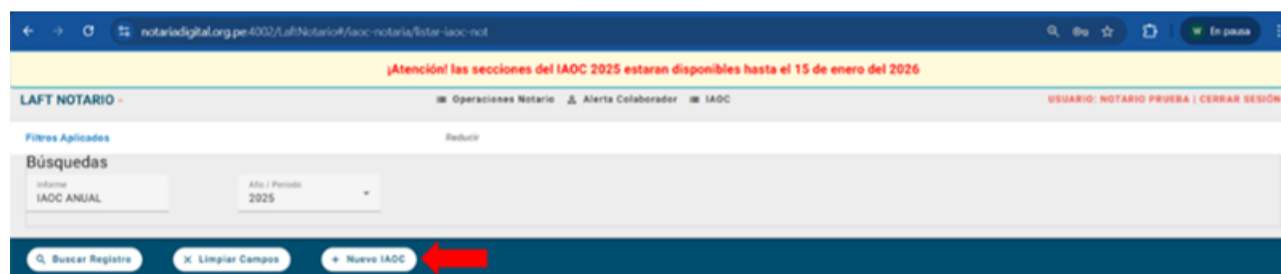 notariadigital.org.pe:4002/LaftNotario#/iaoc-notaria/listar-iaoc-not
W En pausa
¡Atención! las secciones del IAOC 2025 estaran disponibles hasta el 15 de enero del 2026
LAFT NOTARIO
Operaciones Notario Alerta Colaborador IAOC
USUARIO: NOTARIO PRUEBA | CERRAR SESIÓN
Filtros Aplicados Reducir
Búsquedas
Informe Año / Periodo
IAOC ANUAL 2025
Buscar Registro Limpiar Campos + Nuevo IAOC